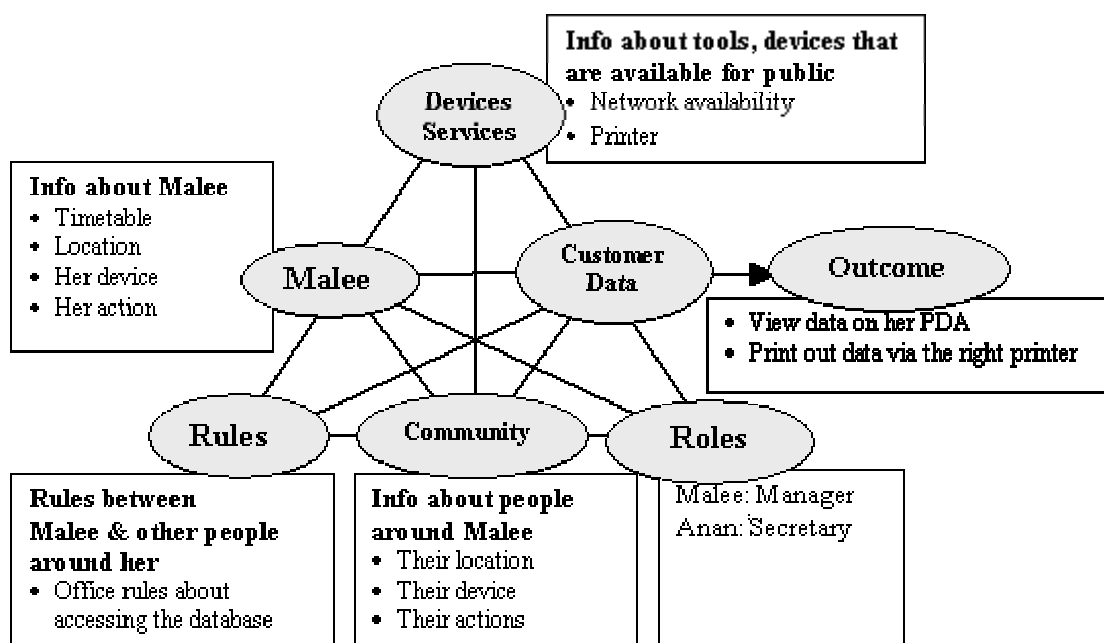 Info about tools, devices that
are available for public
• Network availability
• Printer
Devices
Services
Info about Malee
• Timetable
• Location
• Her device
• Her action
Malee
Customer
Data
Outcome
• View data on her PDA
• Print out data via the right printer
Rules
Community
Roles
Rules between
Malee & other people
around her
• Office rules about
accessing the database
Info about people
around Malee
• Their location
• Their device
• Their actions
Malee: Manager
Anan: Secretary